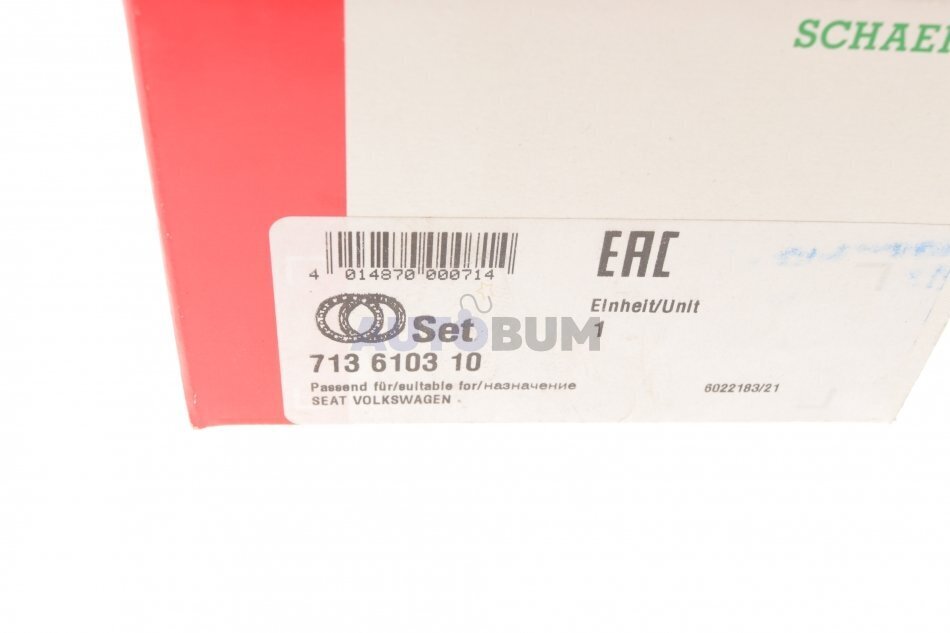 SCHAEF
EAC
4 014870 000714
Set
Einheit/Unit
1
AUTOBUM
713 6103 10
Passend für/suitable for/назначение
SEAT VOLKSWAGEN
6022183/21